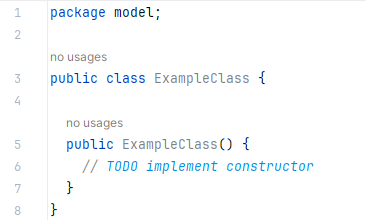 1 package model;
2
no usages
3 public class ExampleClass {
4
no usages
5 public ExampleClass() {
6 // TODO implement constructor
7 }
8 }